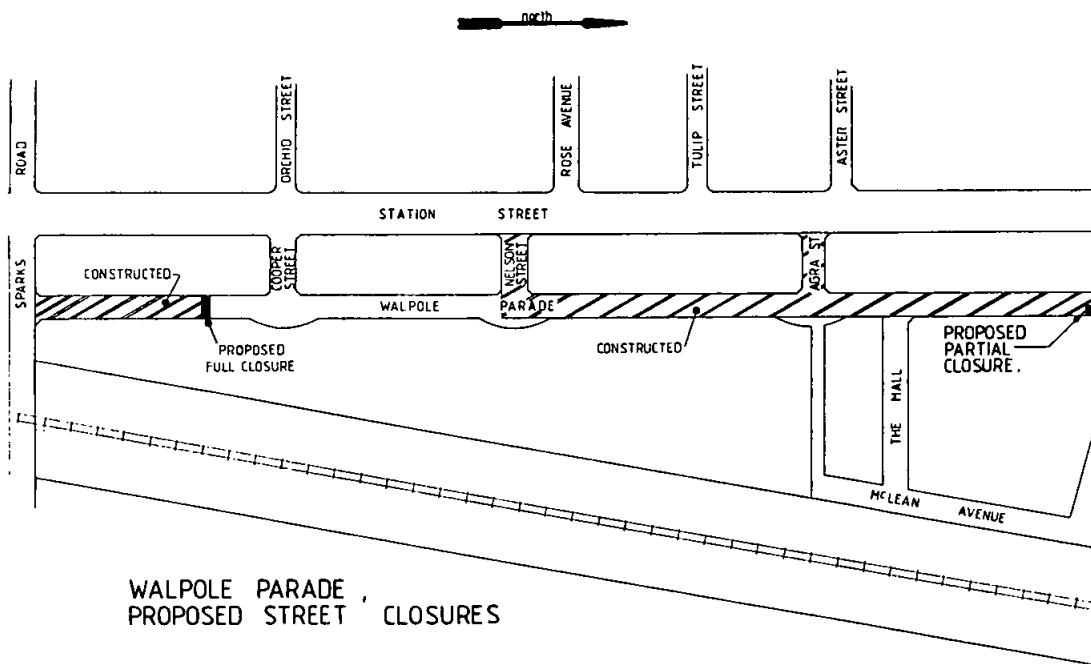 north
ROAD
ORCHID STREET
ROSE AVENUE
TULIP STREET
ASTER STREET
STATION STREET
SPARKS
CONSTRUCTED
COOPER
STREET
NELSON
STREET
AGRA ST
WALPOLE PARADE
PROPOSED
FULL CLOSURE
CONSTRUCTED
PROPOSED
PARTIAL
CLOSURE.
THE MALL
McLEAN AVENUE
WALPOLE PARADE ,
PROPOSED STREET CLOSURES